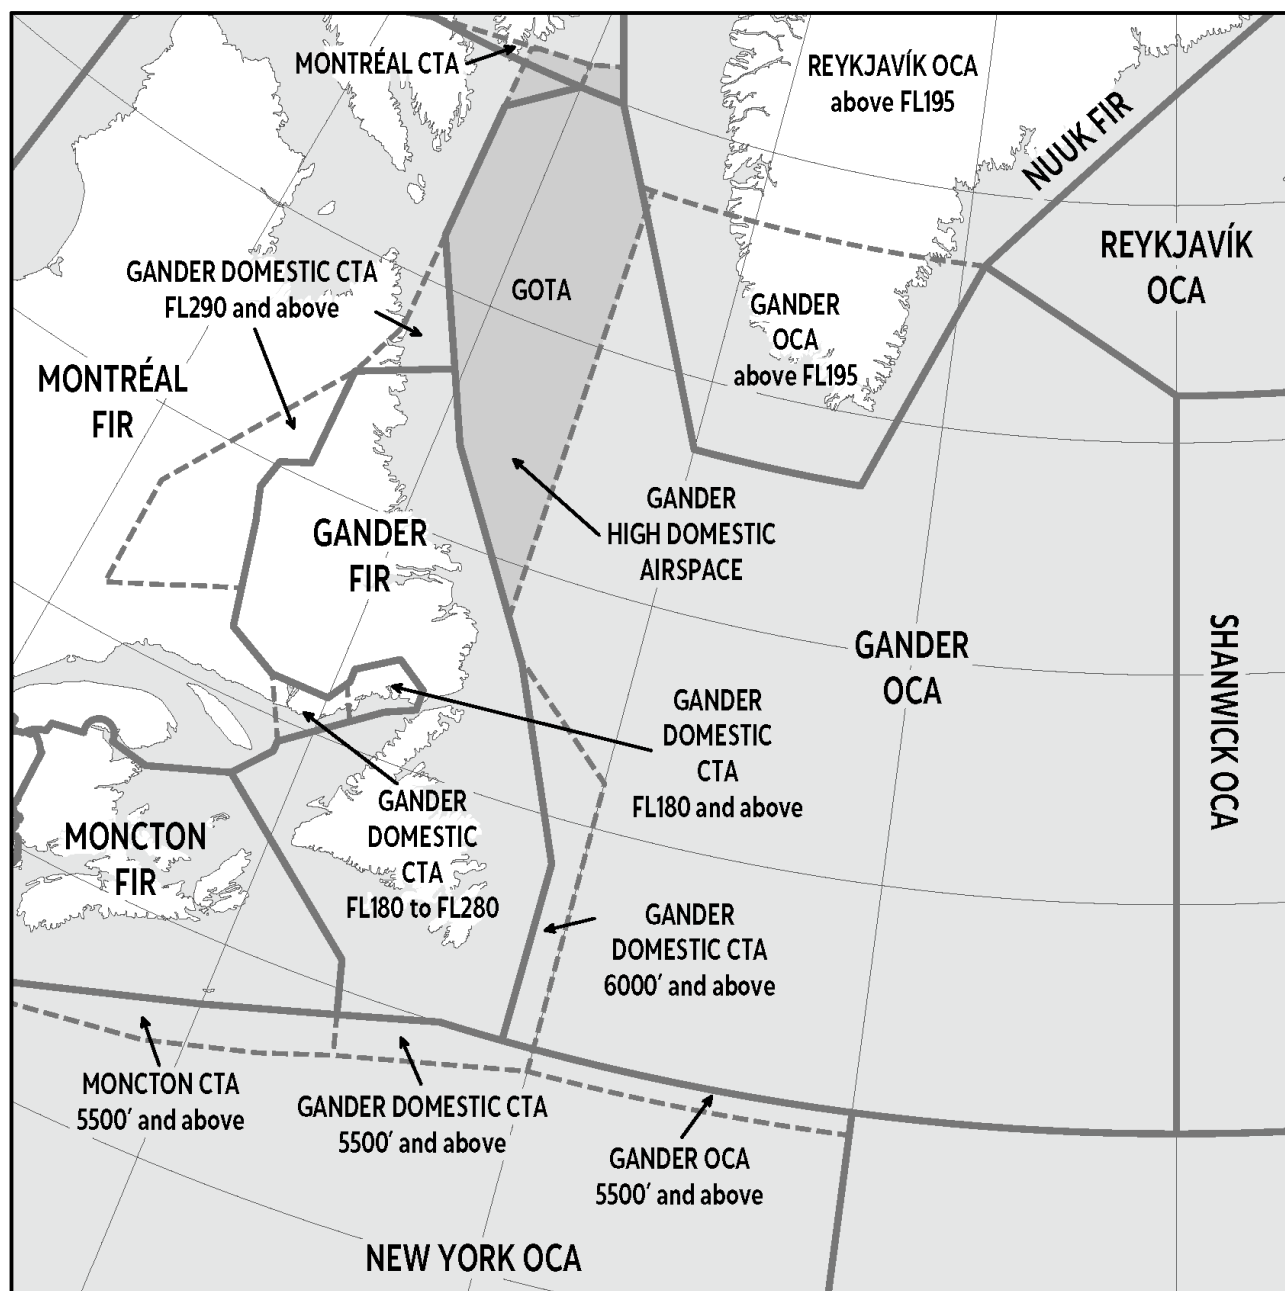 MONTRÉAL CTA
REYKJAVÍK OCA
above FL195
NUUK FIR
REYKJAVÍK
OCA
GANDER DOMESTIC CTA
FL290 and above
GOTA
GANDER
OCA
above FL195
MONTRÉAL
FIR
GANDER
HIGH DOMESTIC
AIRSPACE
GANDER
FIR
GANDER
OCA
SHANWICK OCA
GANDER
DOMESTIC
CTA
FL180 and above
GANDER
DOMESTIC
CTA
FL180 to FL280
MONCTON
FIR
GANDER
DOMESTIC CTA
6000′ and above
MONCTON CTA
5500′ and above
GANDER DOMESTIC CTA
5500′ and above
GANDER OCA
5500′ and above
NEW YORK OCA